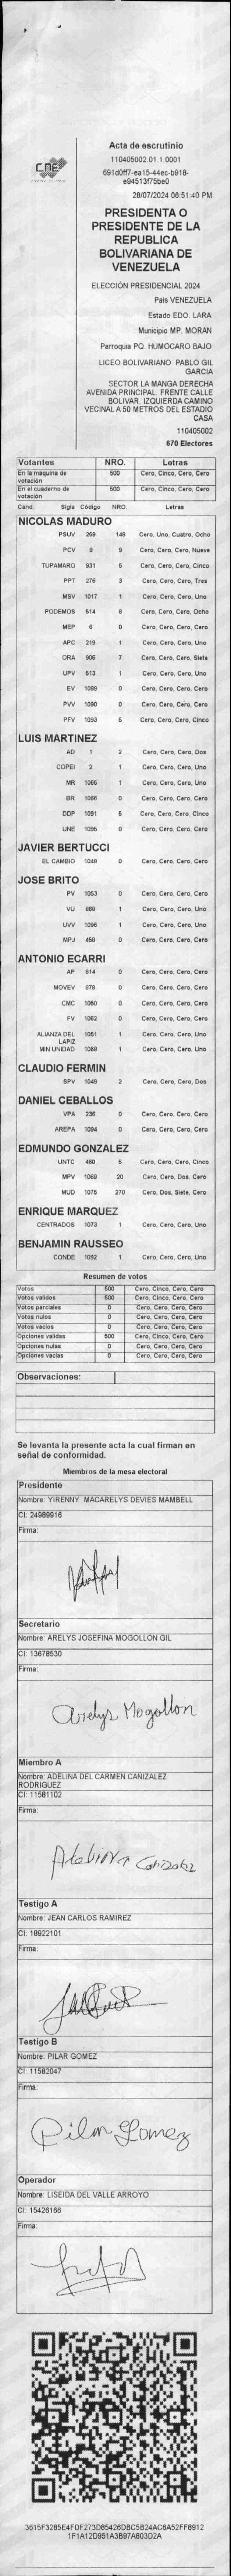 CNE
Acta de escrutinio
110405002.01.1.0001
691d0ff7-ea15-44ec-b918-
e94513f75be0
28/07/2024 06:51:40 PM
PRESIDENTA O
PRESIDENTE DE LA
REPUBLICA
BOLIVARIANA DE
VENEZUELA
ELECCIÓN PRESIDENCIAL 2024
País VENEZUELA
Estado EDO. LARA
Municipio MP. MORAN
Parroquia PQ. HUMOCARO BAJO
LICEO BOLIVARIANO PABLO GIL
GARCIA
SECTOR LA MANGA DERECHA
AVENIDA PRINCIPAL. FRENTE CALLE
BOLIVAR. IZQUIERDA CAMINO
VECINAL A 50 METROS DEL ESTADIO
CASA
110405002
670 Electores
Votantes NRO. Letras
En la máquina de votación 500 Cero, Cinco, Cero, Cero
En el cuaderno de votación 500 Cero, Cinco, Cero, Cero
Cand. Sigla Código NRO. Letras
NICOLAS MADURO
PSUV 269 148 Cero, Uno, Cuatro, Ocho
PCV 9 9 Cero, Cero, Cero, Nueve
TUPAMARO 931 5 Cero, Cero, Cero, Cinco
PPT 276 3 Cero, Cero, Cero, Tres
MSV 1017 1 Cero, Cero, Cero, Uno
PODEMOS 514 8 Cero, Cero, Cero, Ocho
MEP 6 0 Cero, Cero, Cero, Cero
APC 219 1 Cero, Cero, Cero, Uno
ORA 906 7 Cero, Cero, Cero, Siete
UPV 513 1 Cero, Cero, Cero, Uno
EV 1089 0 Cero, Cero, Cero, Cero
PVV 1090 0 Cero, Cero, Cero, Cero
PFV 1093 5 Cero, Cero, Cero, Cinco
LUIS MARTINEZ
AD 1 2 Cero, Cero, Cero, Dos
COPEI 2 1 Cero, Cero, Cero, Uno
MR 1065 1 Cero, Cero, Cero, Uno
BR 1066 0 Cero, Cero, Cero, Cero
DDP 1091 5 Cero, Cero, Cero, Cinco
UNE 1095 0 Cero, Cero, Cero, Cero
JAVIER BERTUCCI
EL CAMBIO 1048 0 Cero, Cero, Cero, Cero
JOSE BRITO
PV 1053 0 Cero, Cero, Cero, Cero
VU 868 1 Cero, Cero, Cero, Uno
UVV 1096 1 Cero, Cero, Cero, Uno
MPJ 459 0 Cero, Cero, Cero, Cero
ANTONIO ECARRI
AP 814 0 Cero, Cero, Cero, Cero
MOVEV 978 0 Cero, Cero, Cero, Cero
CMC 1050 0 Cero, Cero, Cero, Cero
FV 1062 0 Cero, Cero, Cero, Cero
ALIANZA DEL LAPIZ 1051 1 Cero, Cero, Cero, Uno
MIN UNIDAD 1068 1 Cero, Cero, Cero, Uno
CLAUDIO FERMIN
SPV 1049 2 Cero, Cero, Cero, Dos
DANIEL CEBALLOS
VPA 236 0 Cero, Cero, Cero, Cero
AREPA 1094 0 Cero, Cero, Cero, Cero
EDMUNDO GONZALEZ
UNTC 460 5 Cero, Cero, Cero, Cinco
MPV 1069 20 Cero, Cero, Dos, Cero
MUD 1075 270 Cero, Dos, Siete, Cero
ENRIQUE MARQUEZ
CENTRADOS 1073 1 Cero, Cero, Cero, Uno
BENJAMIN RAUSSEO
CONDE 1092 1 Cero, Cero, Cero, Uno
Resumen de votos
Votos 500 Cero, Cinco, Cero, Cero
Votos validos 500 Cero, Cinco, Cero, Cero
Votos parciales 0 Cero, Cero, Cero, Cero
Votos nulos 0 Cero, Cero, Cero, Cero
Votos vacios 0 Cero, Cero, Cero, Cero
Opciones validas 500 Cero, Cinco, Cero, Cero
Opciones nulas 0 Cero, Cero, Cero, Cero
Opciones vacías 0 Cero, Cero, Cero, Cero
Observaciones:
Se levanta la presente acta la cual firman en
señal de conformidad.
Miembros de la mesa electoral
Presidente
Nombre: YIRENNY MACARELYS DEVIES MAMBELL
CI: 24989916
Firma:
Secretario
Nombre: ARELYS JOSEFINA MOGOLLON GIL
CI: 13678530
Firma:
Arelys Mogollon
Miembro A
Nombre: ADELINA DEL CARMEN CANIZALEZ
RODRIGUEZ
CI: 11581102
Firma:
Testigo A
Nombre: JEAN CARLOS RAMIREZ
CI: 18922101
Firma:
Testigo B
Nombre: PILAR GOMEZ
CI: 11582047
Firma:
Pilar Gomez
Operador
Nombre: LISEIDA DEL VALLE ARROYO
CI: 15426166
Firma:
3615F3285E4FDF273D85426DBC5B24AC6A52FF8912
1F1A12D951A3B97A803D2A